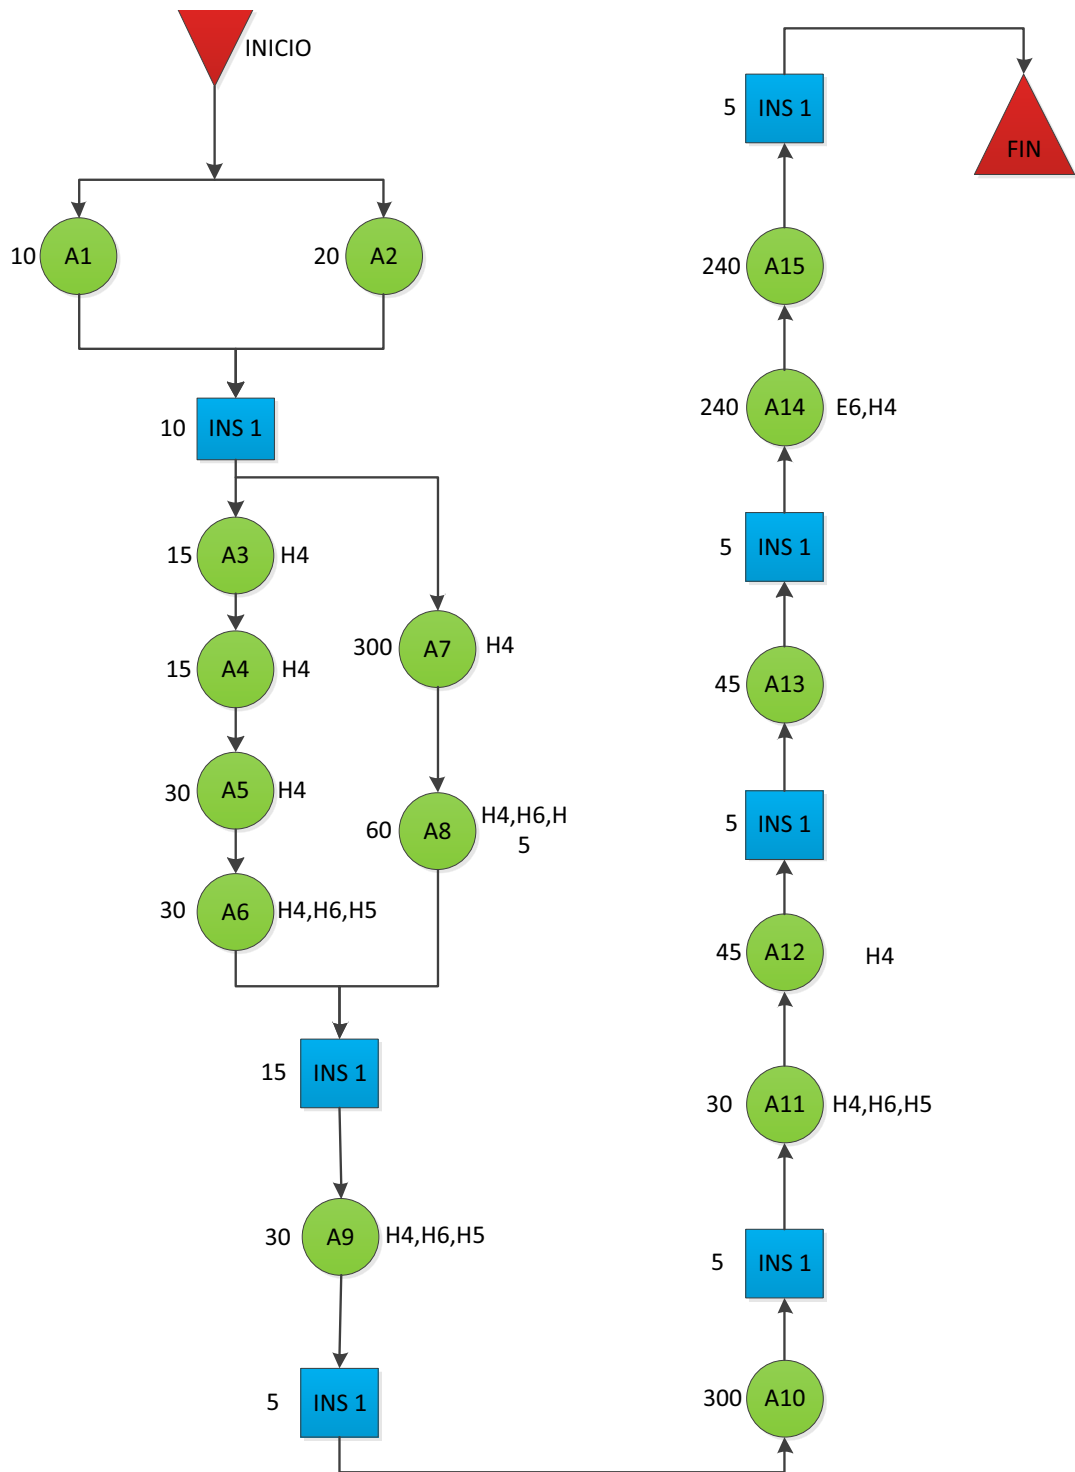 INICIO
10
A1
20
A2
10
INS 1
15
A3
H4
15
A4
H4
30
A5
H4
30
A6
H4,H6,H5
300
A7
H4
60
A8
H4,H6,H
5
15
INS 1
30
A9
H4,H6,H5
5
INS 1
300
A10
5
INS 1
30
A11
H4,H6,H5
45
A12
H4
5
INS 1
45
A13
5
INS 1
240
A14
E6,H4
240
A15
5
INS 1
FIN